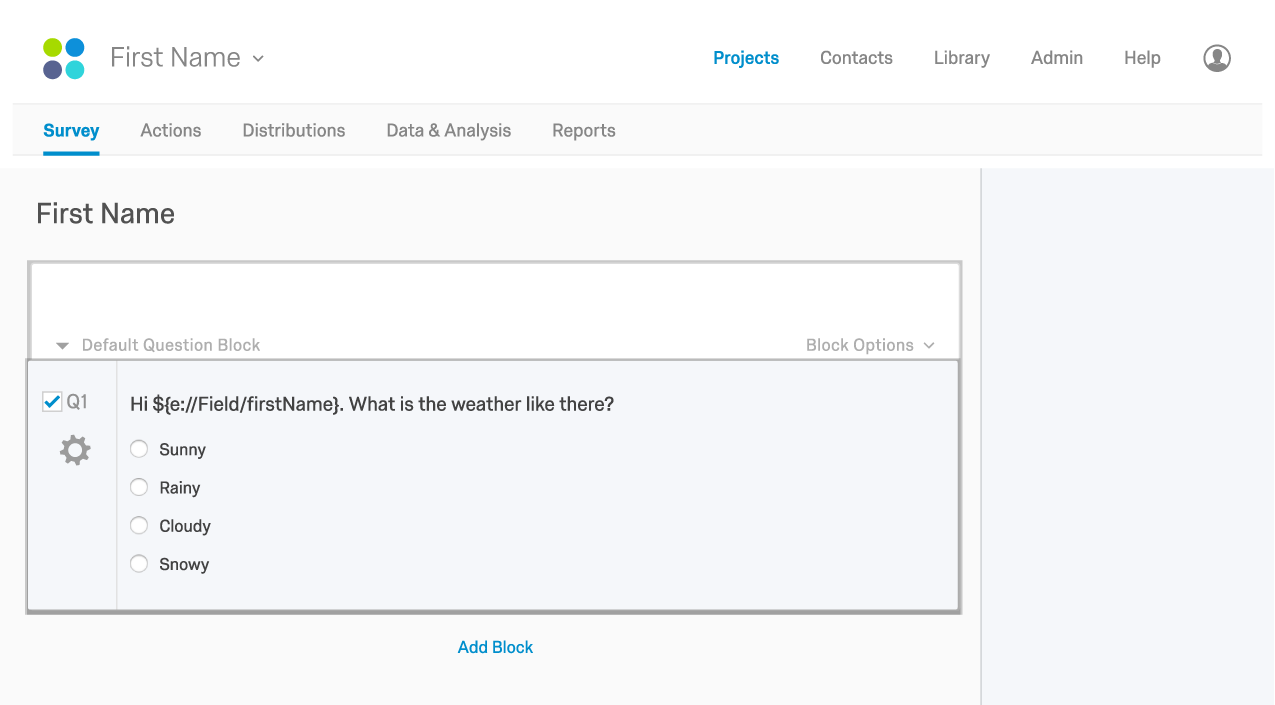 First Name
Projects Contacts Library Admin Help
Survey Actions Distributions Data & Analysis Reports
First Name
Default Question Block Block Options
Q1
Hi ${e://Field/firstName}. What is the weather like there?
Sunny
Rainy
Cloudy
Snowy
Add Block